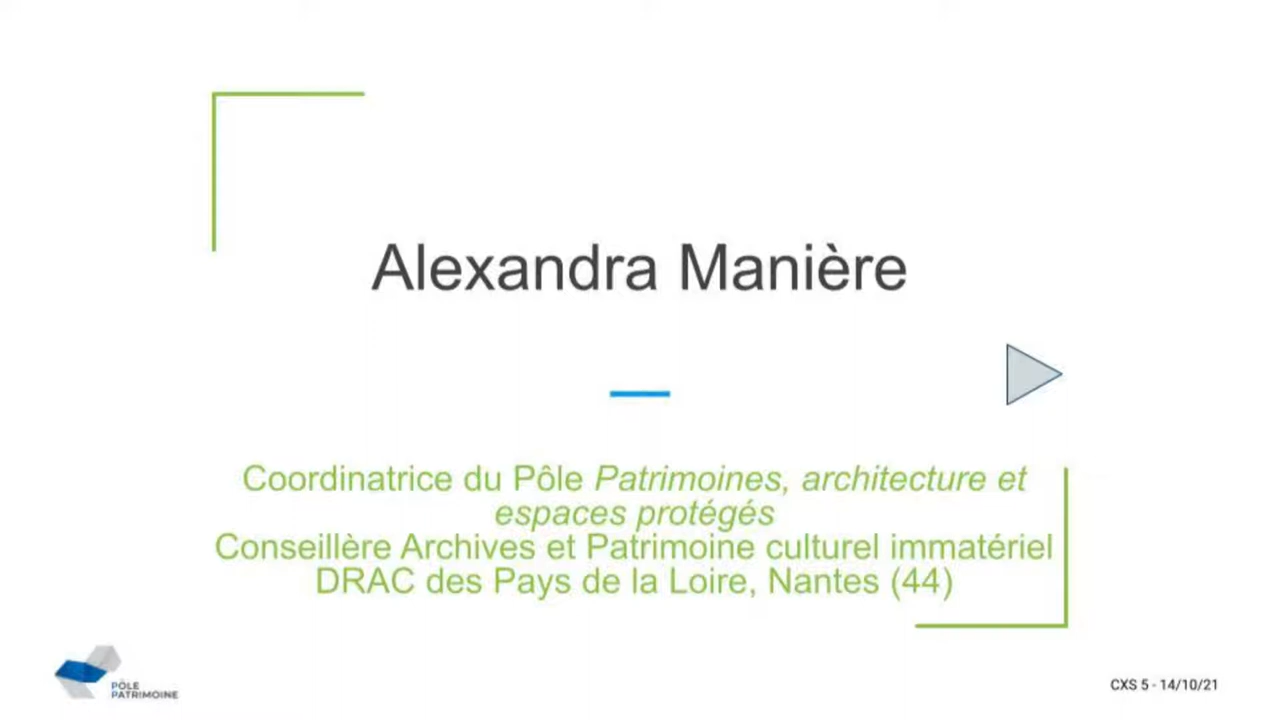 Alexandra Manière
Coordinatrice du Pôle Patrimoines, architecture et
espaces protégés
Conseillère Archives et Patrimoine culturel immatériel
DRAC des Pays de la Loire, Nantes (44)
PÔLE
PATRIMOINE
CXS 5 - 14/10/21